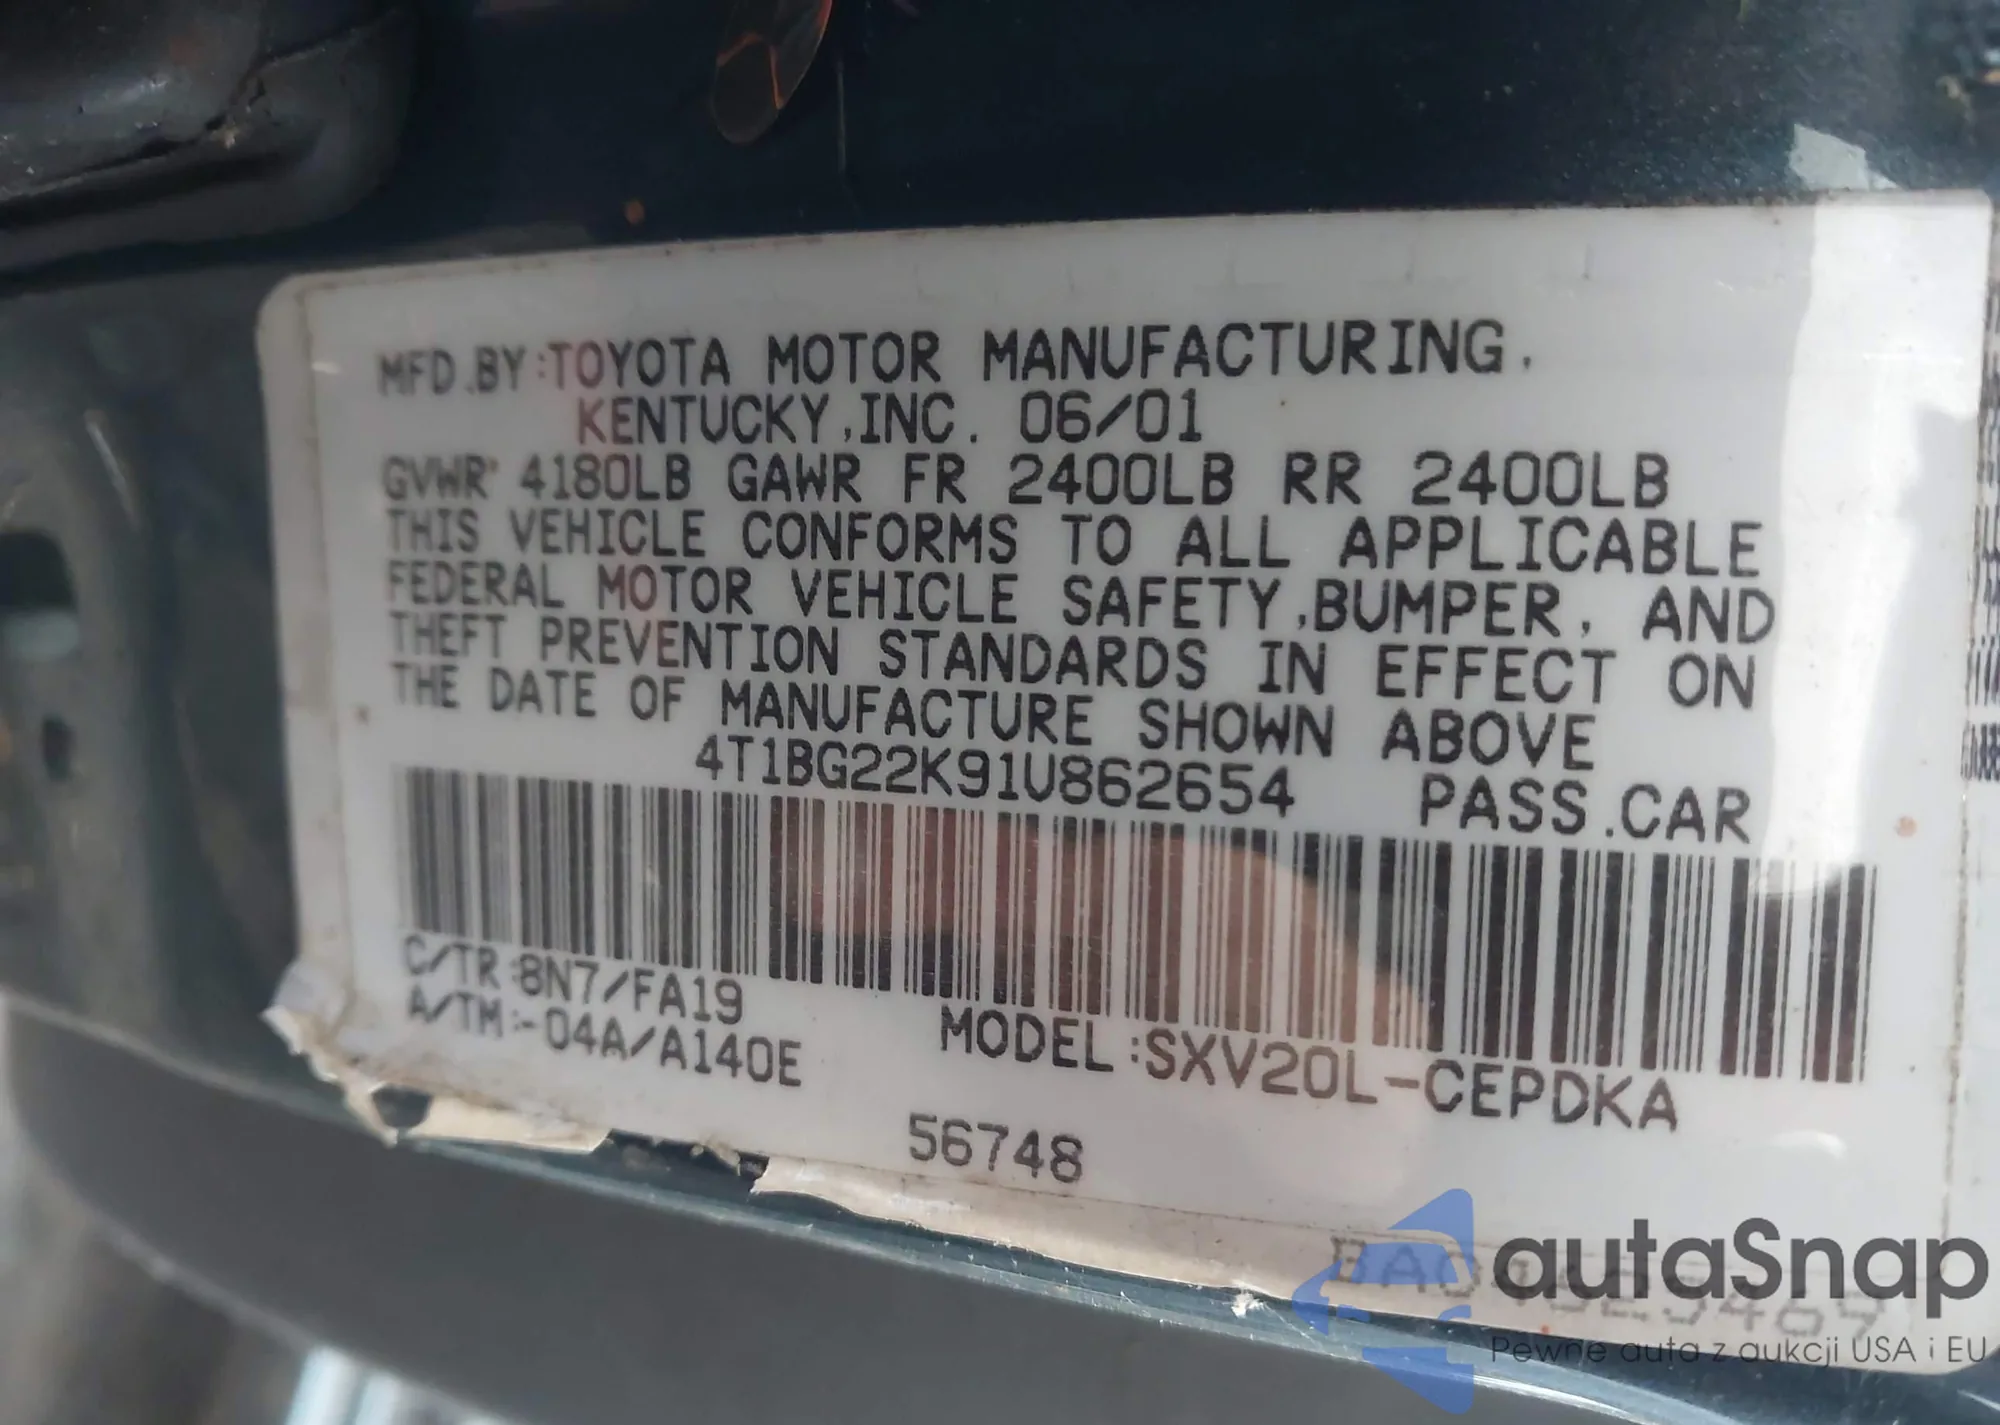 MFD.BY:TOYOTA MOTOR MANUFACTURING.
KENTUCKY,INC. 06/01
GVWR 4180LB GAWR FR 2400LB RR 2400LB
THIS VEHICLE CONFORMS TO ALL APPLICABLE
FEDERAL MOTOR VEHICLE SAFETY,BUMPER, AND
THEFT PREVENTION STANDARDS IN EFFECT ON
THE DATE OF MANUFACTURE SHOWN ABOVE
4T1BG22K91U862654 PASS.CAR
C/TR:8N7/FA19
A/TM:-04A/A140E
MODEL:SXV20L-CEPDKA
56748
autaSnap
Pewne auta z aukcji USA i EU